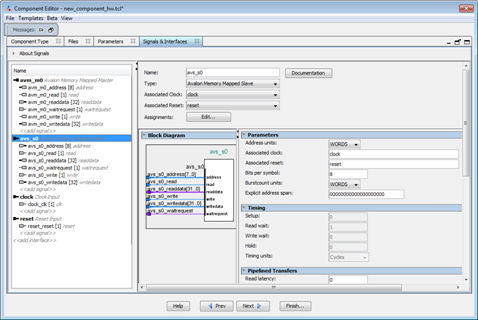 Component Editor - new_component_hw.tcl*
File Templates Beta View
Messages
Component Type Files Parameters Signals & Interfaces
About Signals
Name
avm_m0 Avalon Memory Mapped Master
avm_m0_address [8] address
avm_m0_read [1] read
avm_m0_readdata [32] readdata
avm_m0_waitrequest [1] waitrequest
avm_m0_write [1] write
avm_m0_writedata [32] writedata
<<add signal>>
avs_s0
avs_s0_address [8] address
avs_s0_read [1] read
avs_s0_readdata [32] readdata
avs_s0_waitrequest [1] waitrequest
avs_s0_write [1] write
avs_s0_writedata [32] writedata
<<add signal>>
clock Clock Input
clock_clk [1] clk
<<add signal>>
reset Reset Input
reset_reset [1] reset
<<add signal>>
<<add interface>>
Name: avs_s0 Documentation
Type: Avalon Memory Mapped Slave
Associated Clock: clock
Associated Reset: reset
Assignments: Edit...
Block Diagram
avs_s0
avs_s0
avs_s0_address[7..0] address
avs_s0_read read
avs_s0_readdata[31..0] readdata
avs_s0_write write
avs_s0_writedata[31..0] writedata
avs_s0_waitrequest waitrequest
Parameters
Address units: WORDS
Associated clock: clock
Associated reset: reset
Bits per symbol: 8
Burstcount units: WORDS
Explicit address span: 0000000000000000000
Timing
Setup: 0
Read wait: 1
Write wait: 0
Hold: 0
Timing units: Cycles
Pipelined Transfers
Read latency: 0
Help Prev Next Finish...